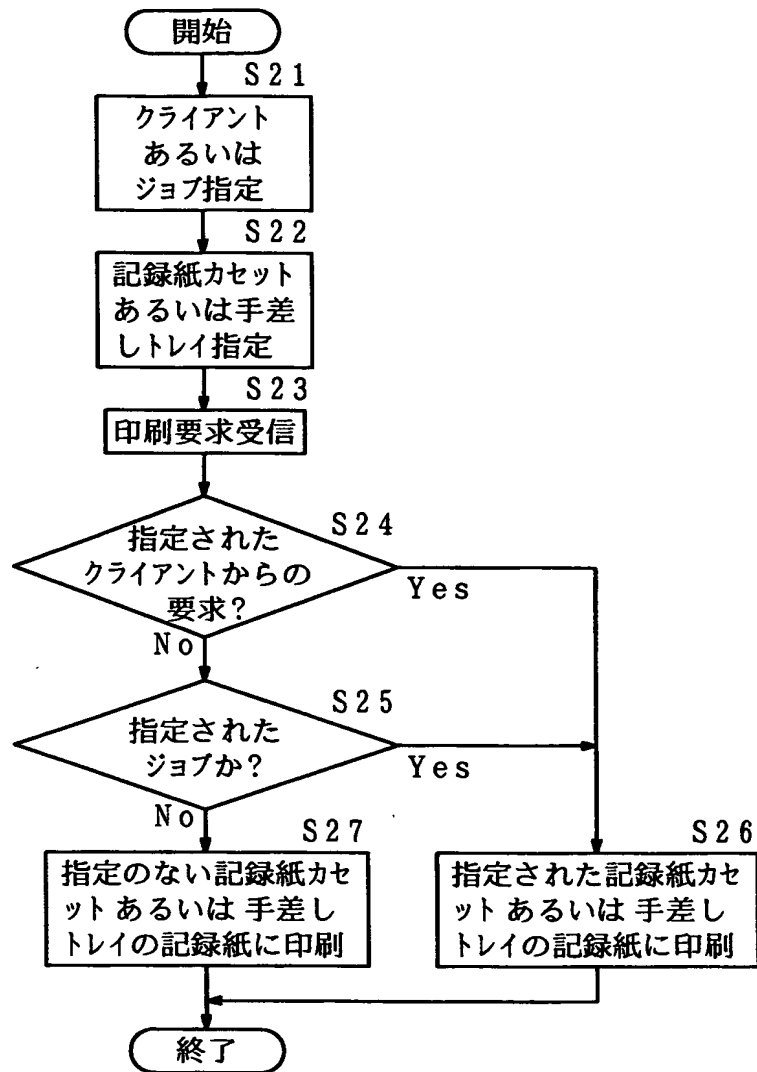 開始
S21
クライアント
あるいは
ジョブ指定
S22
記録紙カセット
あるいは手差
しトレイ指定
S23
印刷要求受信
S24
指定された
クライアントからの
要求?
Yes
No
S25
指定された
ジョブか?
Yes
No
S27
指定のない記録紙カセ
ット あるいは 手差し
トレイの記録紙に印刷
S26
指定された記録紙カセ
ット あるいは 手差し
トレイの記録紙に印刷
終了